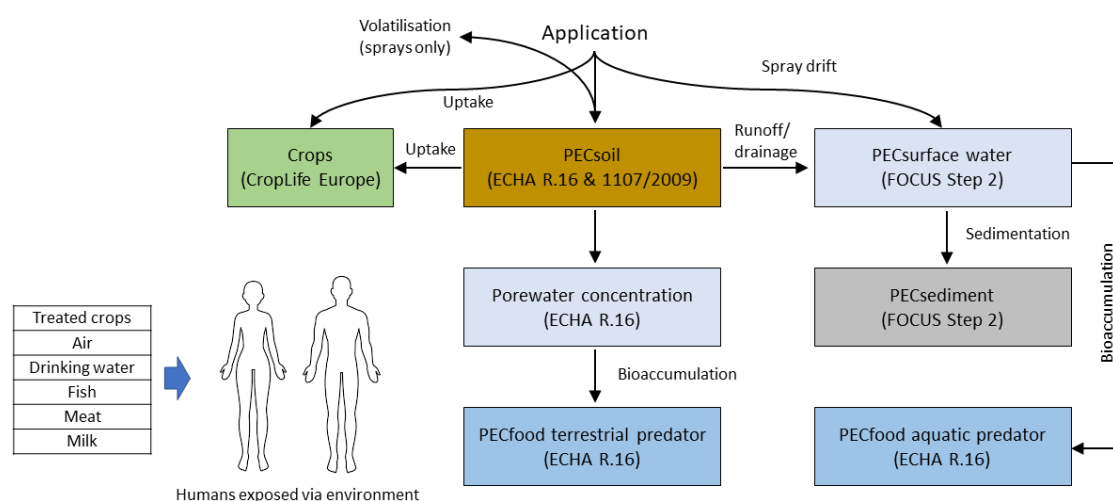 Volatilisation
(sprays only)
Application
Spray drift
Uptake
Crops
(CropLife Europe)
Uptake
PECsoil
(ECHA R.16 & 1107/2009)
Runoff/
drainage
PECsurface water
(FOCUS Step 2)
Sedimentation
Bioaccumulation
Porewater concentration
(ECHA R.16)
PECsediment
(FOCUS Step 2)
Treated crops
Air
Drinking water
Fish
Meat
Milk
Bioaccumulation
PECfood terrestrial predator
(ECHA R.16)
PECfood aquatic predator
(ECHA R.16)
Humans exposed via environment